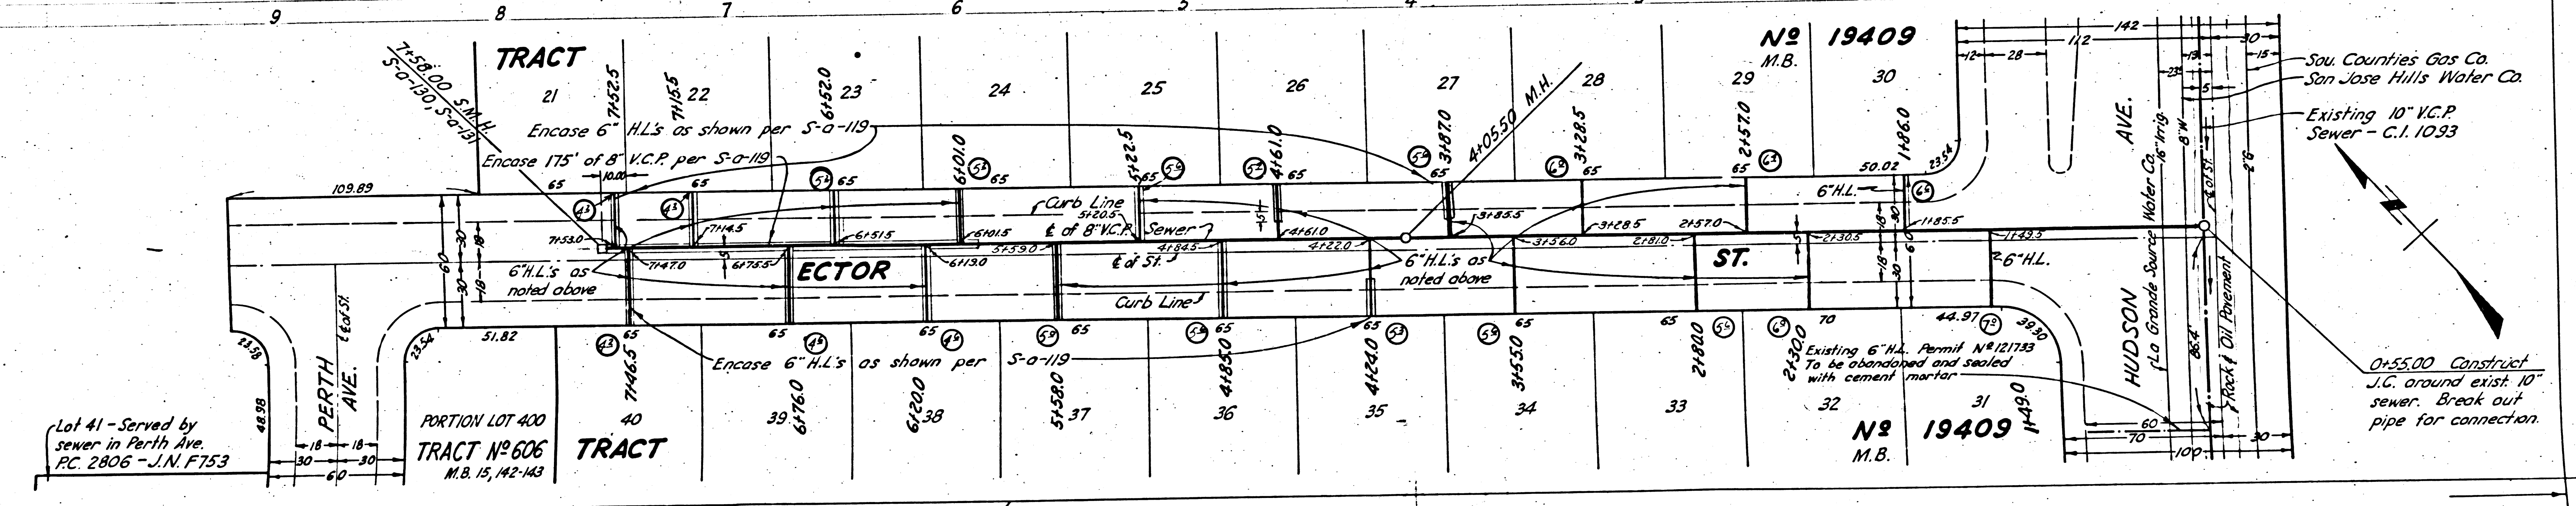 9 8 7 6 5 4
TRACT
Nº 19409
M.B.
21 22 23 24 25 26 27 28 29 30
7+58.00 S.M.H.
S-a-130, S-a-131
7+52.5 7+15.5 6+52.0 6+01.0 5+22.5 4+61.0 3+87.0 3+28.5 2+57.0 1+86.0
4+05.50 M.H.
Encase 6" H.L's as shown per S-a-119
Encase 175' of 8" V.C.P. per S-a-119
10.00
109.89
65 65 65 65 65 65 65 65 65 50.02 23.54
Curb Line
5+20.5
℄ of 8" V.C.P. Sewer
6" H.L.
7+53.0 7+14.5 6+51.5 6+01.5 4+61.0 3+85.5 3+28.5 2+57.0 1+85.5
7+47.0 6+75.5 6+19.0 5+59.0 4+84.5 4+22.0 3+56.0 2+81.0 2+30.5 1+49.5
60 30 30 18 18
6" H.L's as
noted above
ECTOR
℄ of St.
6" H.L's as
noted above
ST.
6" H.L.
Curb Line
51.82 65 65 65 65 65 65 65 65 70 44.97 39.30
7+46.5 6+76.0 6+20.0 5+58.0 4+85.0 4+24.0 3+55.0 2+80.0 2+30.0 1+49.0
Encase 6" H.L's as shown per S-a-119
Existing 6" H.L. Permit Nº 121733
To be abandoned and sealed
with cement mortar
40 39 38 37 36 35 34 33 32 31
23.58
23.54
48.98
PERTH
AVE.
℄ of St.
18 18
30 30
60
Lot 41 - Served by
sewer in Perth Ave.
P.C. 2806 - J.N. F753
PORTION LOT 400
TRACT Nº 606
M.B. 15, 142-143
TRACT
Nº 19409
M.B.
142
112 30
12 28 13 15
23 5
HUDSON AVE.
La Grande Source Water Co.
16" Irrig.
8" W
℄ of St.
2" G
86.4'
Rock & Oil Pavement
60
70 30
100
Sou. Counties Gas Co.
San Jose Hills Water Co.
Existing 10" V.C.P.
Sewer - C.I. 1093
0+55.00 Construct
J.C. around exist. 10"
sewer. Break out
pipe for connection.